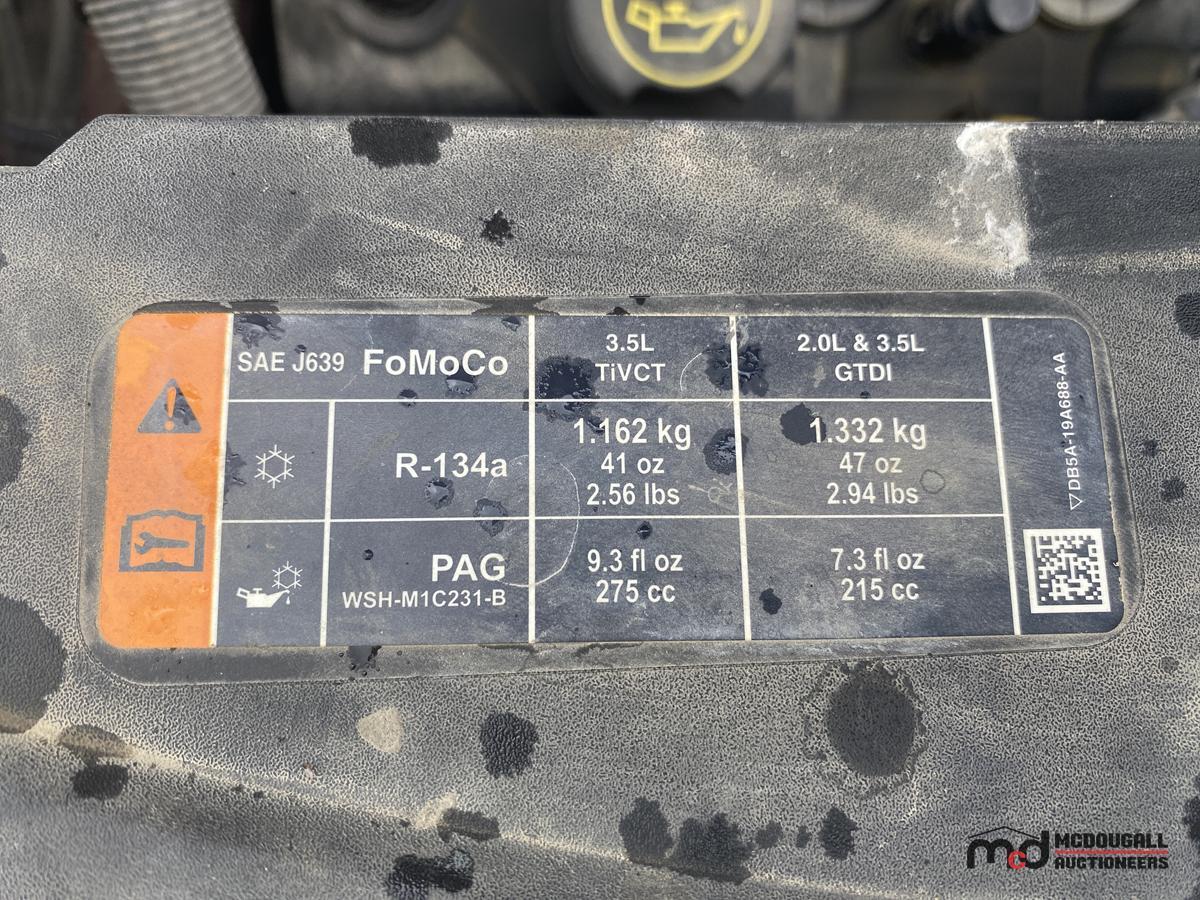 SAE J639 FoMoCo
3.5L
TiVCT
2.0L & 3.5L
GTDI
R-134a
1.162 kg
41 oz
2.56 lbs
1.332 kg
47 oz
2.94 lbs
PAG
WSH-M1C231-B
9.3 fl oz
275 cc
7.3 fl oz
215 cc
DB5A-19A688-AA
mcd MCDOUGALL
AUCTIONEERS